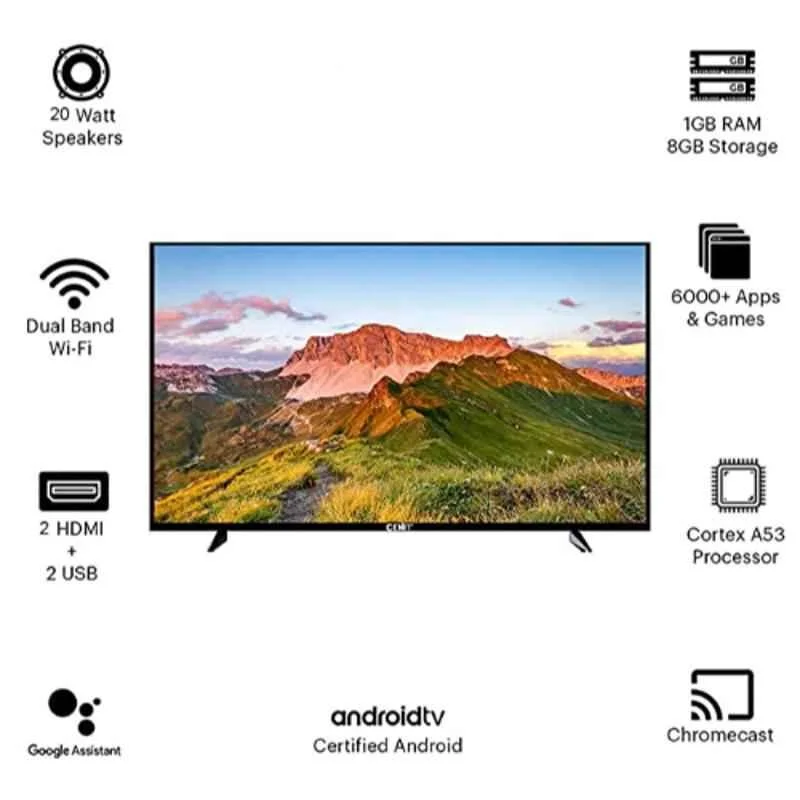 GB
GB
20 Watt
Speakers
1GB RAM
8GB Storage
Dual Band
Wi-Fi
6000+ Apps
& Games
2 HDMI
+
2 USB
Cortex A53
Processor
Google Assistant
androidtv
Certified Android
Chromecast